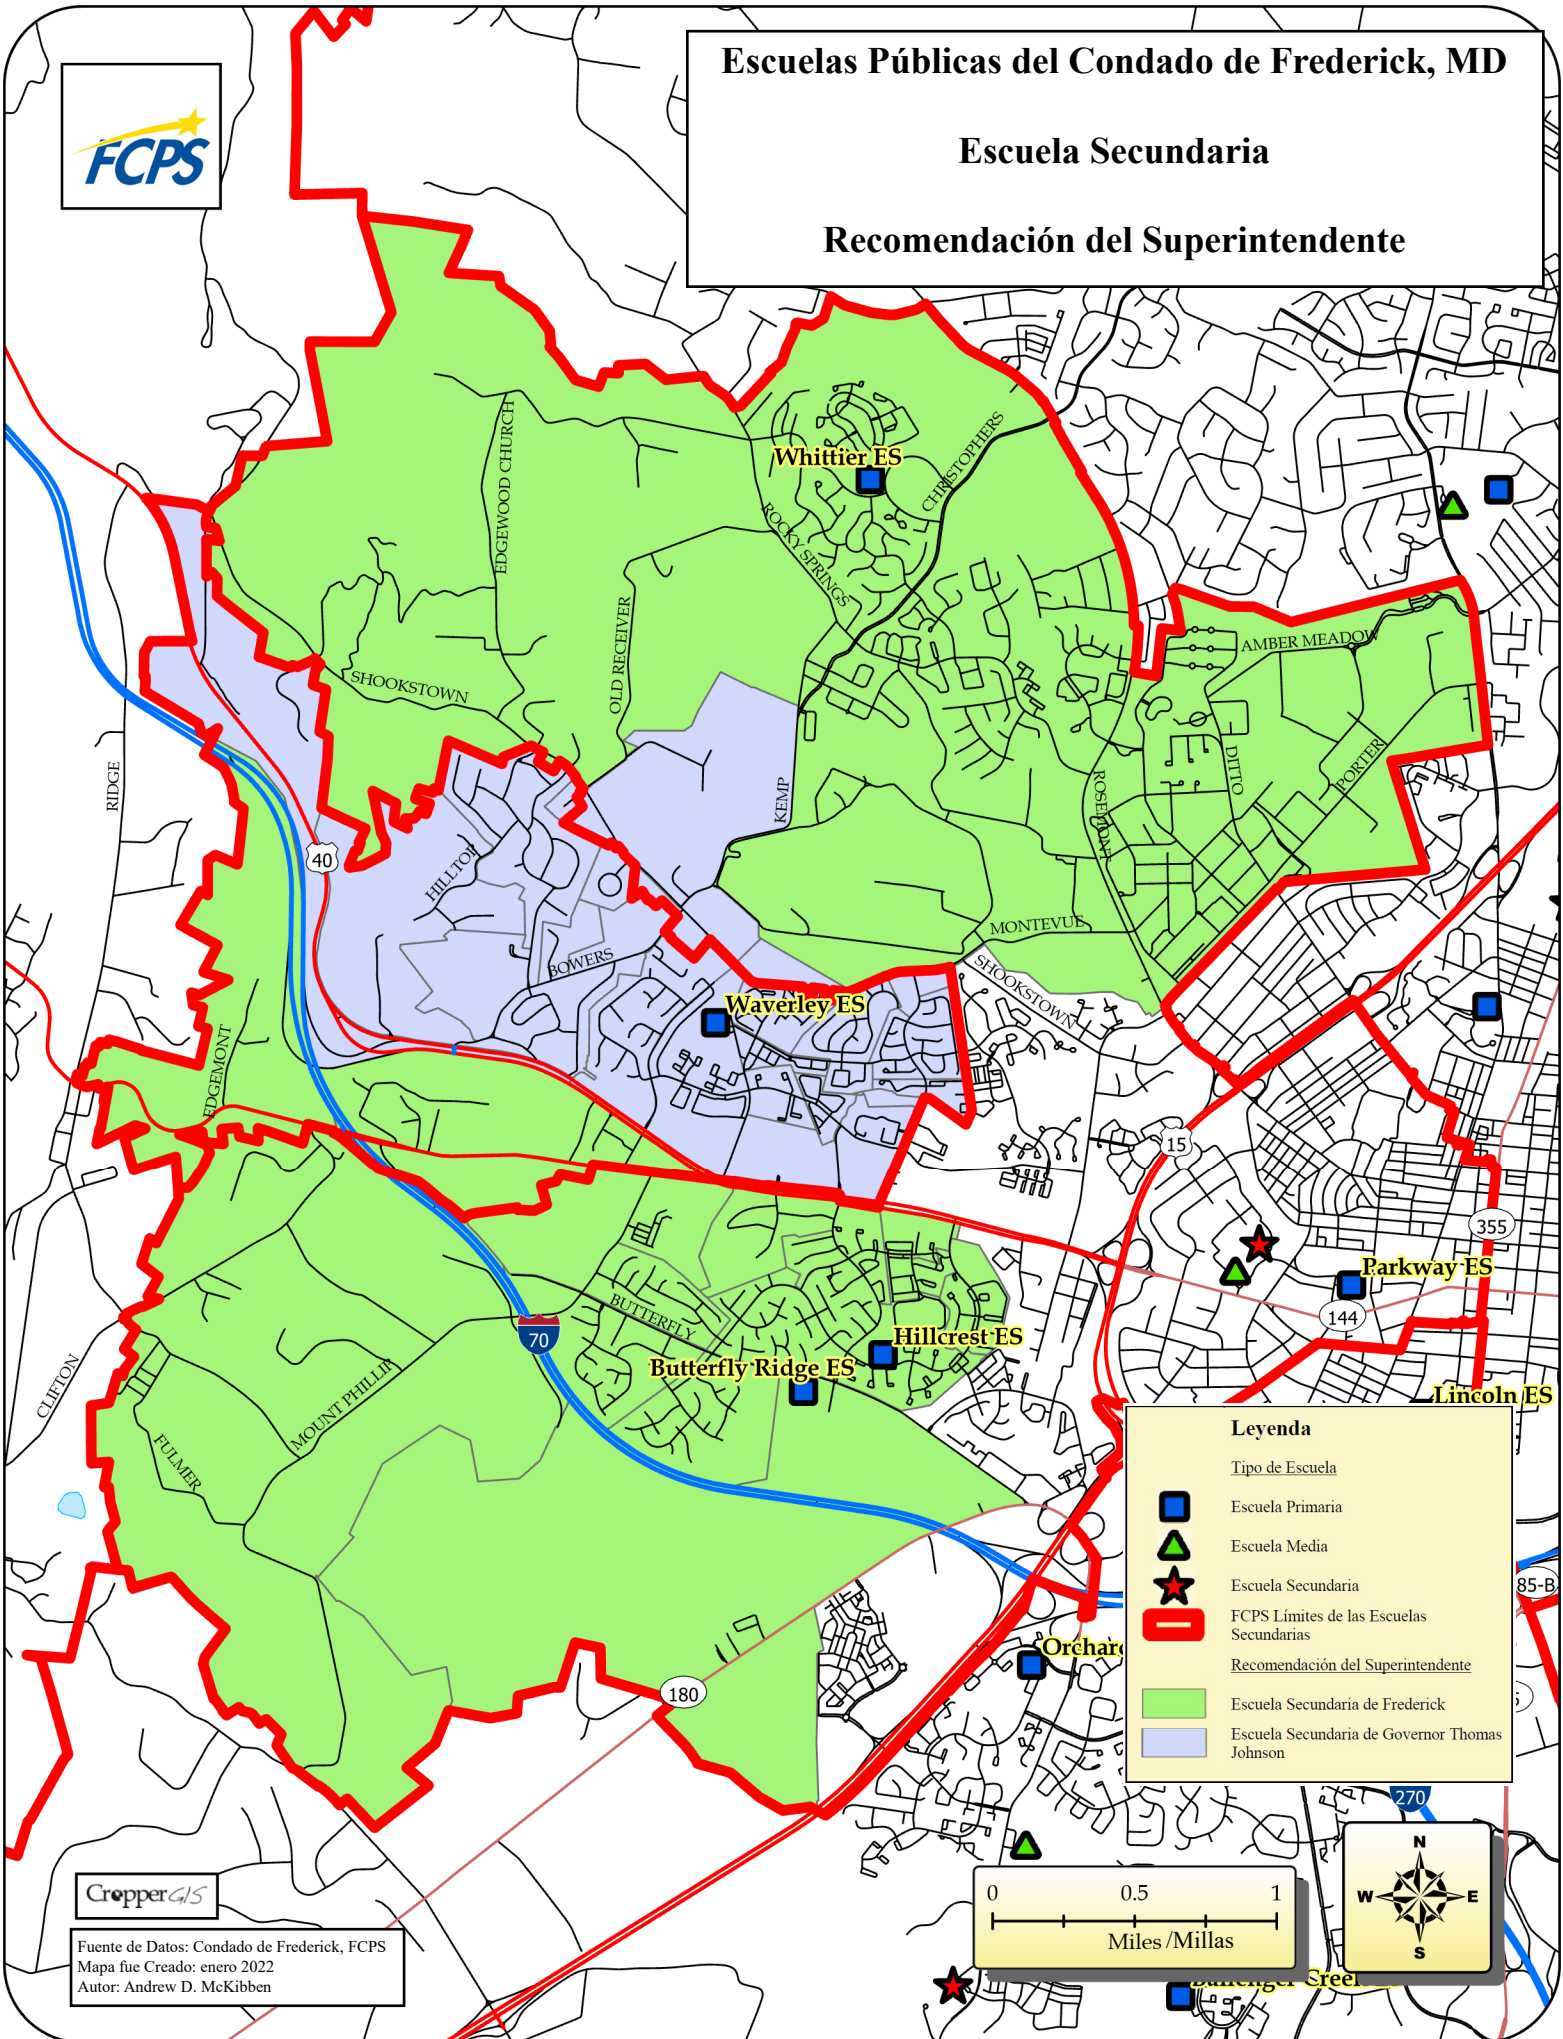 Escuelas Públicas del Condado de Frederick, MD
Escuela Secundaria
Recomendación del Superintendente
FCPS
EDGEWOOD CHURCH
Whittier ES
CHRISTOPHERS
ROCKY SPRINGS
OLD RECEIVER
SHOOKSTOWN
AMBER MEADOW
RIDGE
KEMP
ROSEMONT
DITTO
PORTER
40
HILLTOP
MONTEVUE
BOWERS
SHOOKSTOWN
Waverley ES
EDGEMONT
15
355
Parkway ES
144
BUTTERFLY
70
Hillcrest ES
Butterfly Ridge ES
CLIFTON
MOUNT PHILLIP
FULMER
Lincoln ES
Leyenda
Tipo de Escuela
Escuela Primaria
Escuela Media
Escuela Secundaria
FCPS Límites de las Escuelas
Secundarias
Recomendación del Superintendente
Escuela Secundaria de Frederick
Escuela Secundaria de Governor Thomas
Johnson
85-B
Orchard
180
270
N
W E
S
0 0.5 1
Miles /Millas
CropperGIS
Fuente de Datos: Condado de Frederick, FCPS
Mapa fue Creado: enero 2022
Autor: Andrew D. McKibben